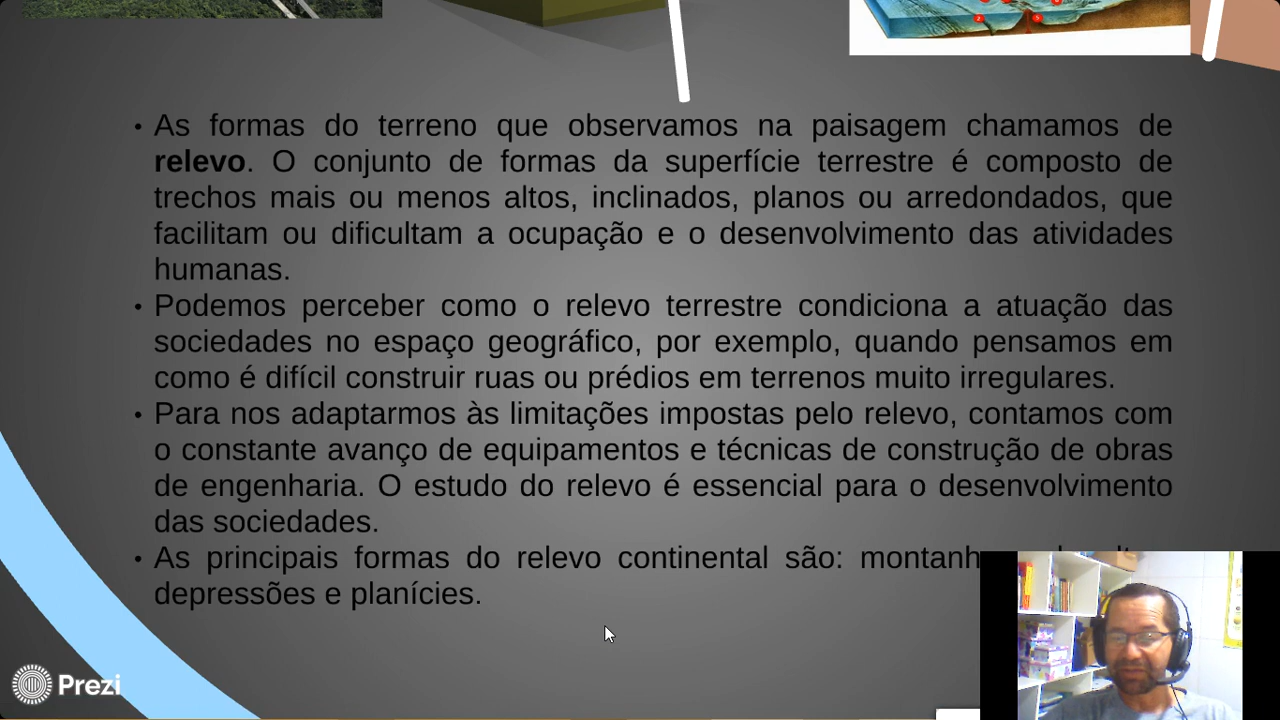 • As formas do terreno que observamos na paisagem chamamos de
relevo. O conjunto de formas da superfície terrestre é composto de
trechos mais ou menos altos, inclinados, planos ou arredondados, que
facilitam ou dificultam a ocupação e o desenvolvimento das atividades
humanas.
• Podemos perceber como o relevo terrestre condiciona a atuação das
sociedades no espaço geográfico, por exemplo, quando pensamos em
como é difícil construir ruas ou prédios em terrenos muito irregulares.
• Para nos adaptarmos às limitações impostas pelo relevo, contamos com
o constante avanço de equipamentos e técnicas de construção de obras
de engenharia. O estudo do relevo é essencial para o desenvolvimento
das sociedades.
• As principais formas do relevo continental são:
depressões e planícies.
Prezi